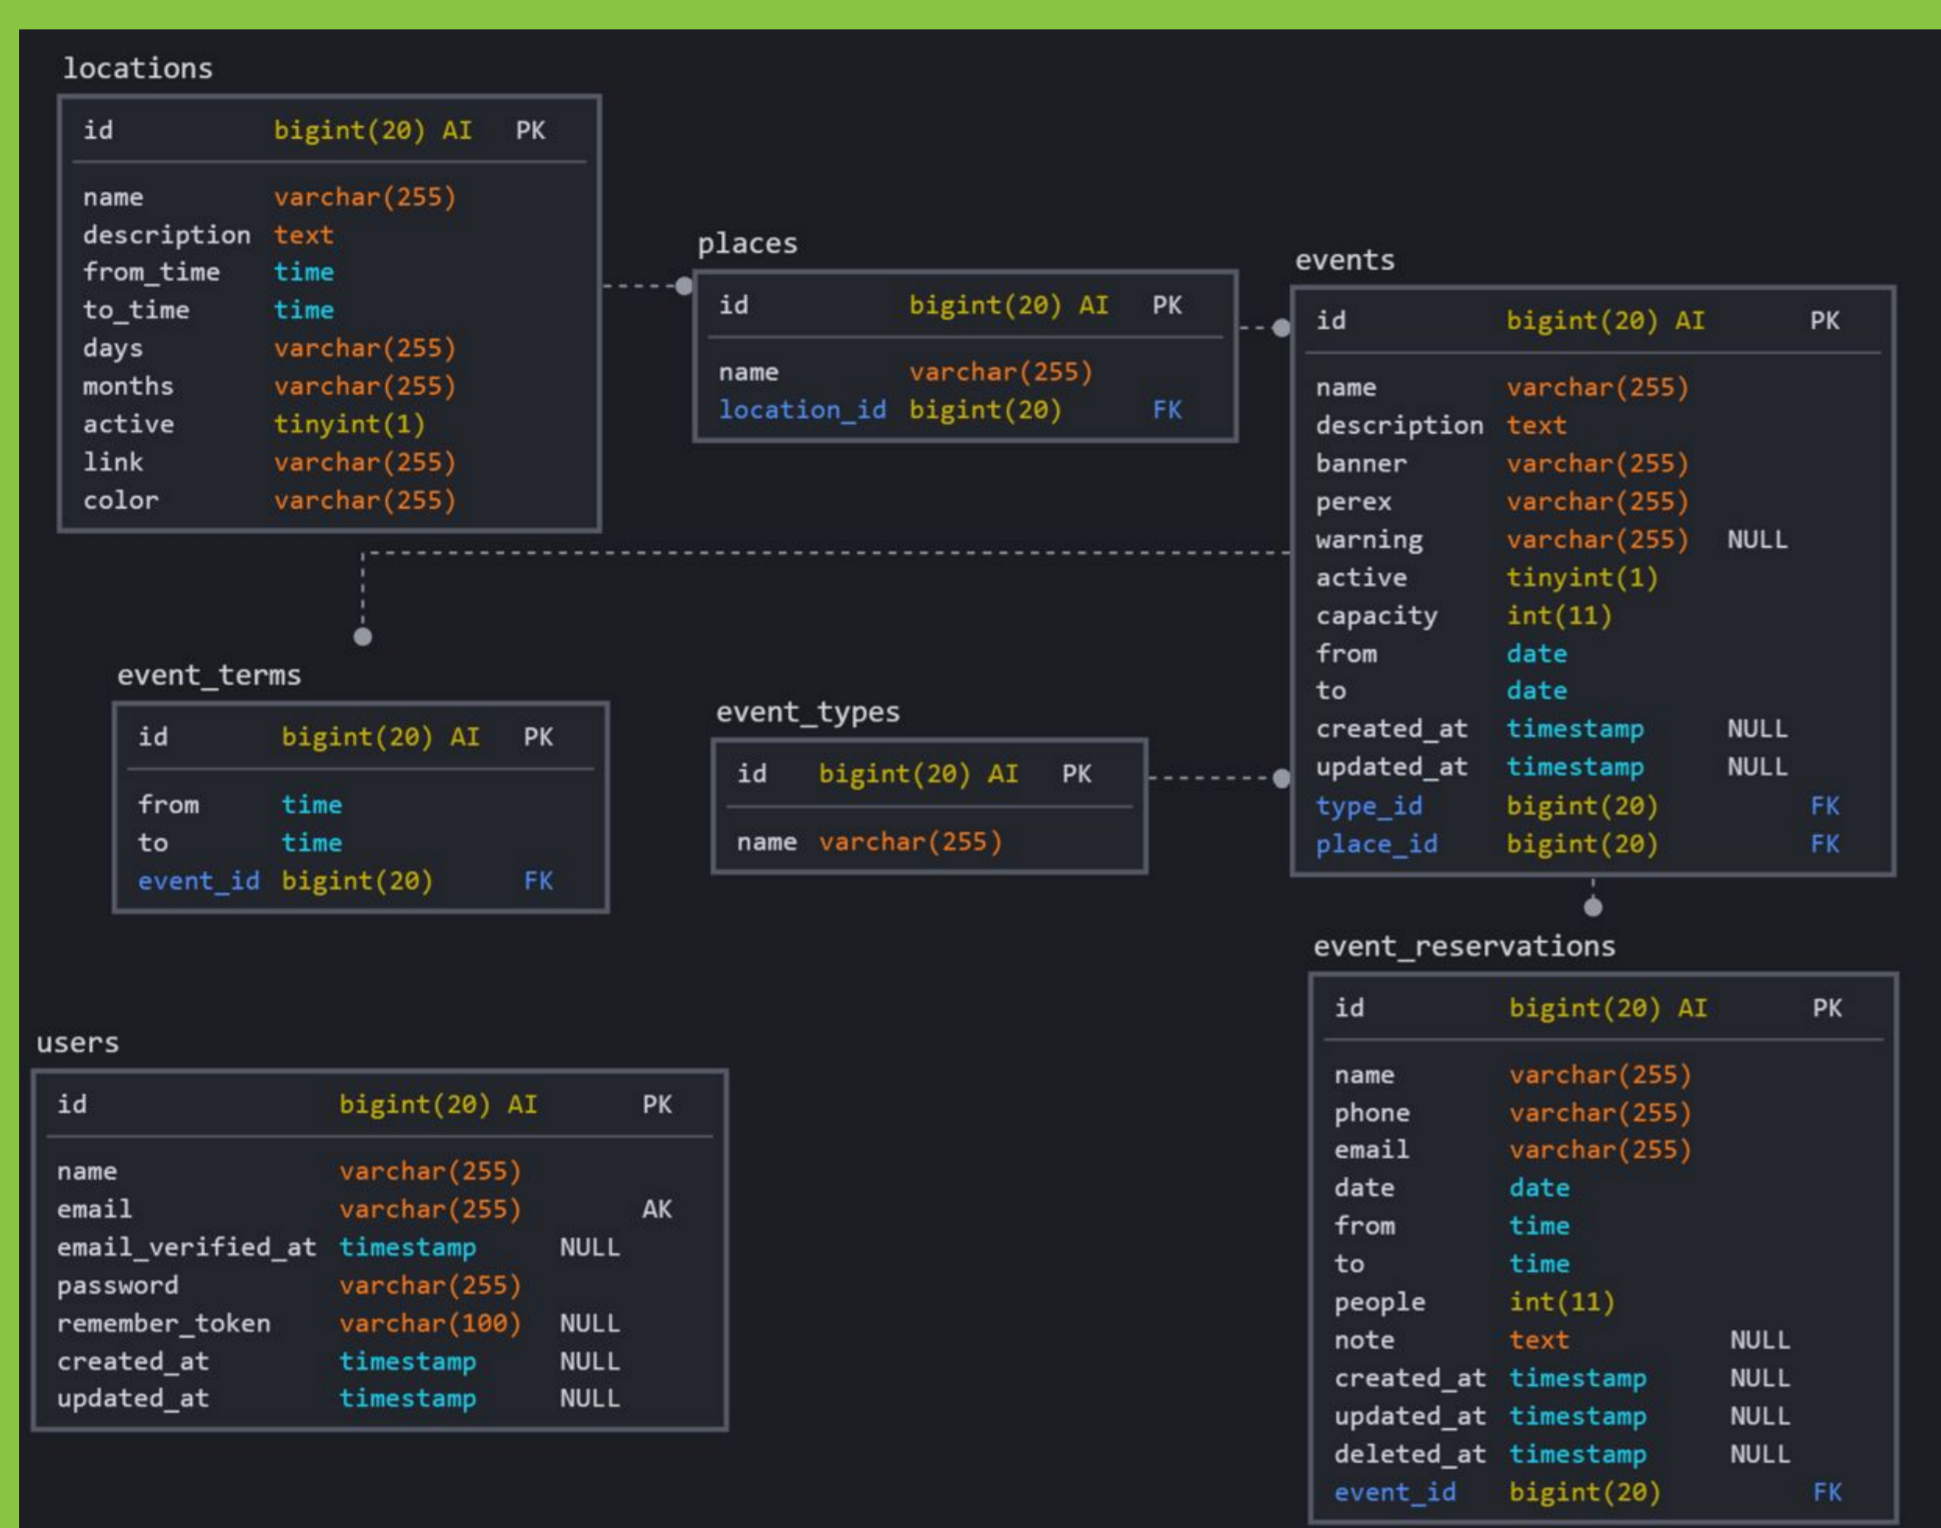 locations
id bigint(20) AI PK
name varchar(255)
description text
from_time time
to_time time
days varchar(255)
months varchar(255)
active tinyint(1)
link varchar(255)
color varchar(255)
places
id bigint(20) AI PK
name varchar(255)
location_id bigint(20) FK
events
id bigint(20) AI PK
name varchar(255)
description text
banner varchar(255)
perex varchar(255)
warning varchar(255) NULL
active tinyint(1)
capacity int(11)
from date
to date
created_at timestamp NULL
updated_at timestamp NULL
type_id bigint(20) FK
place_id bigint(20) FK
event_terms
id bigint(20) AI PK
from time
to time
event_id bigint(20) FK
event_types
id bigint(20) AI PK
name varchar(255)
event_reservations
id bigint(20) AI PK
name varchar(255)
phone varchar(255)
email varchar(255)
date date
from time
to time
people int(11)
note text NULL
created_at timestamp NULL
updated_at timestamp NULL
deleted_at timestamp NULL
event_id bigint(20) FK
users
id bigint(20) AI PK
name varchar(255)
email varchar(255) AK
email_verified_at timestamp NULL
password varchar(255)
remember_token varchar(100) NULL
created_at timestamp NULL
updated_at timestamp NULL